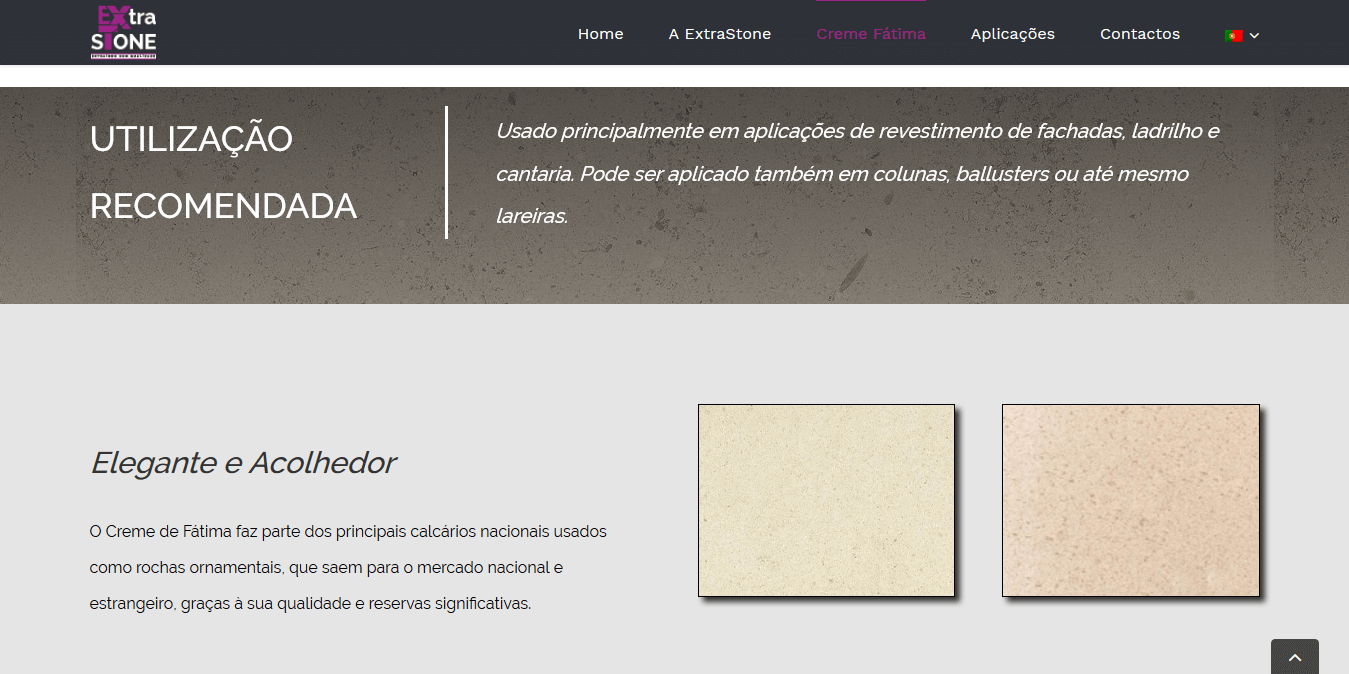 EXtra
STONE
Home
A ExtraStone
Creme Fátima
Aplicações
Contactos
UTILIZAÇÃO
RECOMENDADA
Usado principalmente em aplicações de revestimento de fachadas, ladrilho e
cantaria. Pode ser aplicado também em colunas, ballusters ou até mesmo
lareiras.
Elegante e Acolhedor
O Creme de Fátima faz parte dos principais calcários nacionais usados
como rochas ornamentais, que saem para o mercado nacional e
estrangeiro, graças à sua qualidade e reservas significativas.